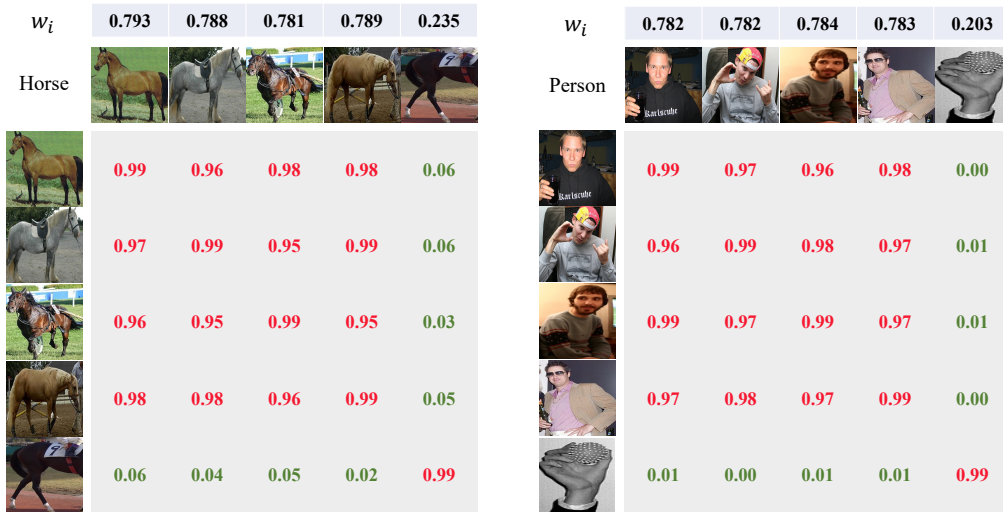 wᵢ 0.793 0.788 0.781 0.789 0.235
Horse
0.99 0.96 0.98 0.98 0.06
0.97 0.99 0.95 0.99 0.06
0.96 0.95 0.99 0.95 0.03
0.98 0.98 0.96 0.99 0.05
0.06 0.04 0.05 0.02 0.99
wᵢ 0.782 0.782 0.784 0.783 0.203
Person
Karlsruhe
Karlsruhe
0.99 0.97 0.96 0.98 0.00
0.96 0.99 0.98 0.97 0.01
0.99 0.97 0.99 0.97 0.01
0.97 0.98 0.97 0.99 0.00
0.01 0.00 0.01 0.01 0.99